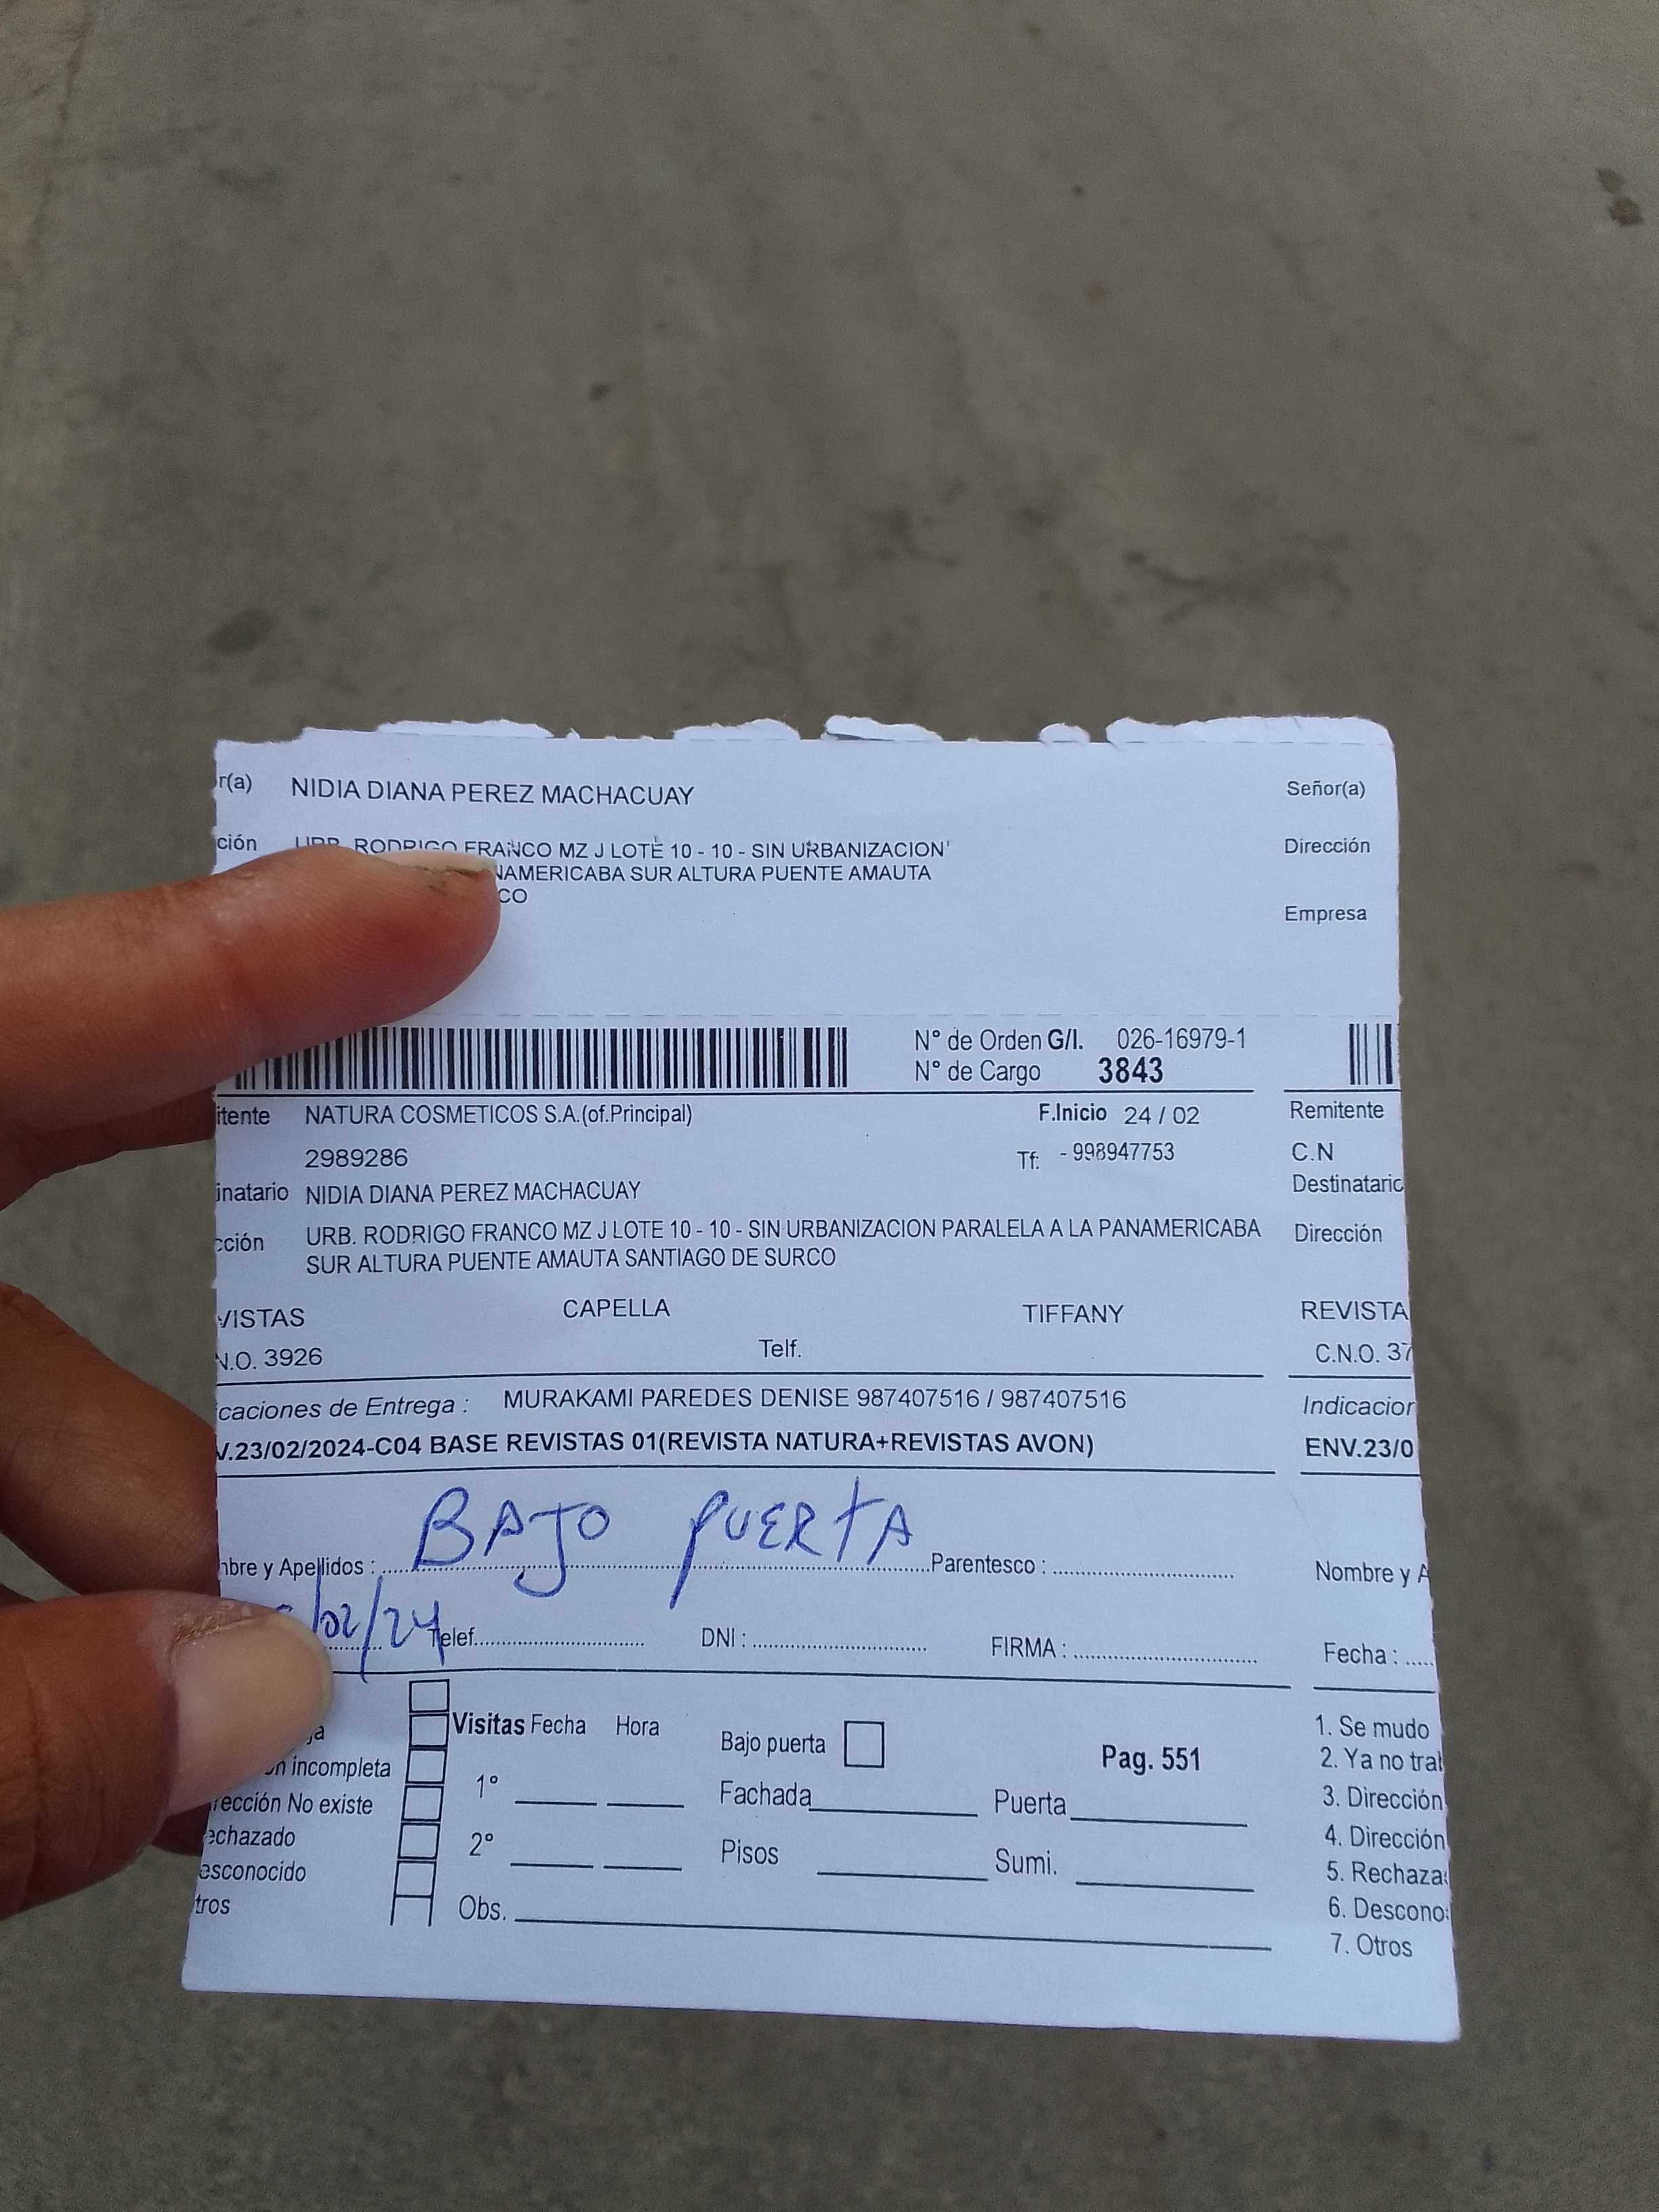 r(a) NIDIA DIANA PEREZ MACHACUAY Señor(a)
ción URB. RODRIGO FRANCO MZ J LOTE 10 - 10 - SIN URBANIZACION Dirección
NAMERICABA SUR ALTURA PUENTE AMAUTA
CO
Empresa
N° de Orden G/I. 026-16979-1
N° de Cargo 3843
itente NATURA COSMETICOS S.A.(of.Principal) F.Inicio 24 / 02 Remitente
2989286 Tf: - 998947753 C.N
inatario NIDIA DIANA PEREZ MACHACUAY Destinatario
cción URB. RODRIGO FRANCO MZ J LOTE 10 - 10 - SIN URBANIZACION PARALELA A LA PANAMERICABA Dirección
SUR ALTURA PUENTE AMAUTA SANTIAGO DE SURCO
VISTAS CAPELLA TIFFANY REVISTA
N.O. 3926 Telf. C.N.O. 37
caciones de Entrega : MURAKAMI PAREDES DENISE 987407516 / 987407516 Indicacion
V.23/02/2024-C04 BASE REVISTAS 01(REVISTA NATURA+REVISTAS AVON) ENV.23/0
BAJO PUERTA
nbre y Apellidos : Parentesco : Nombre y A
/02/24 Telef. DNI : FIRMA : Fecha :
Visitas Fecha Hora Bajo puerta Pag. 551 1. Se mudo
n incompleta 1° Fachada Puerta 2. Ya no tra
rección No existe 3. Dirección
echazado 2° Pisos Sumi. 4. Dirección
esconocido 5. Rechaza
tros Obs. 6. Descono
7. Otros